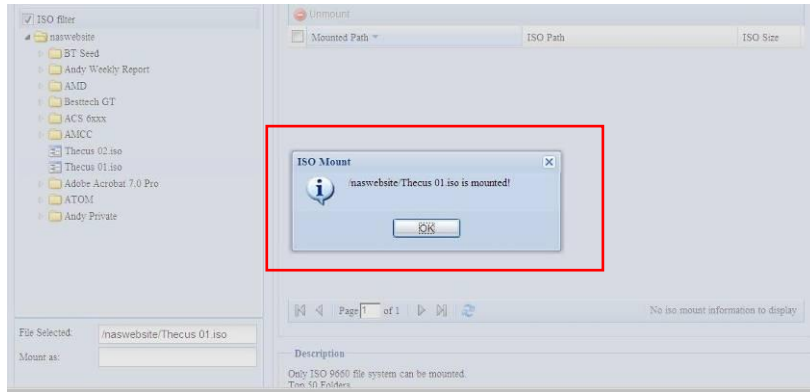 ISO filter
naswebsite
BT Seed
Andy Weekly Report
AMD
Besttech GT
ACS 6xxx
AMCC
Thecus 02.iso
Thecus 01.iso
Adobe Acrobat 7.0 Pro
ATOM
Andy Private
File Selected: /naswebsite/Thecus 01.iso
Mount as:
Unmount
Mounted Path ISO Path ISO Size
ISO Mount
/naswebsite/Thecus 01.iso is mounted!
OK
Page 1 of 1 No iso mount information to display
Description
Only ISO 9660 file system can be mounted.
Top 50 Folders